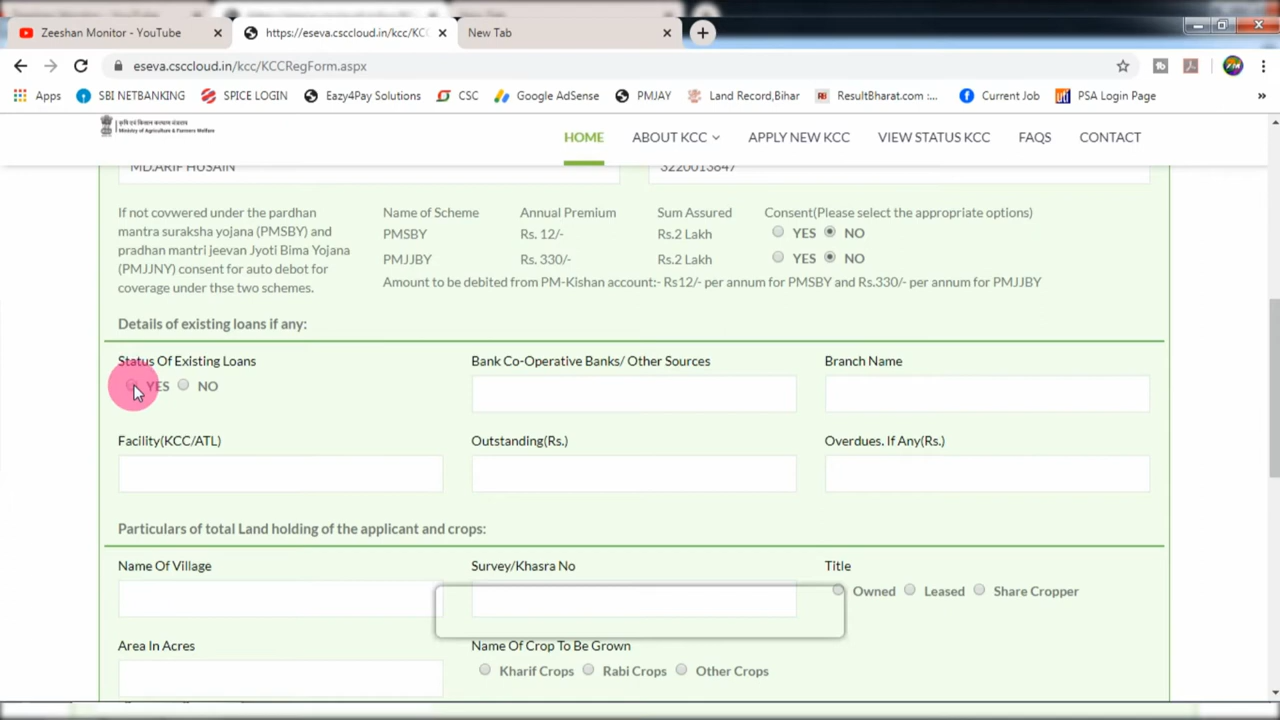 Zeeshan Monitor - YouTube
https://eseva.csccloud.in/kcc/KC
New Tab
eseva.csccloud.in/kcc/KCCRegForm.aspx
Apps
SBI NETBANKING
SPICE LOGIN
Eazy4Pay Solutions
CSC
Google AdSense
PMJAY
Land Record,Bihar
ResultBharat.com :...
Current Job
PSA Login Page
»
कृषि एवं किसान कल्याण मंत्रालय
Ministry of Agriculture & Farmers Welfare
HOME
ABOUT KCC
APPLY NEW KCC
VIEW STATUS KCC
FAQS
CONTACT
MD.ARIF HUSAIN
3220013847
If not covwered under the pardhan
mantra suraksha yojana (PMSBY) and
pradhan mantri jeevan Jyoti Bima Yojana
(PMJJNY) consent for auto debot for
coverage under thse two schemes.
Name of Scheme Annual Premium Sum Assured Consent(Please select the appropriate options)
PMSBY Rs. 12/- Rs.2 Lakh YES NO
PMJJBY Rs. 330/- Rs.2 Lakh YES NO
Amount to be debited from PM-Kishan account:- Rs12/- per annum for PMSBY and Rs.330/- per annum for PMJJBY
Details of existing loans if any:
Status Of Existing Loans
YES NO
Bank Co-Operative Banks/ Other Sources
Branch Name
Facility(KCC/ATL)
Outstanding(Rs.)
Overdues. If Any(Rs.)
Particulars of total Land holding of the applicant and crops:
Name Of Village
Survey/Khasra No
Title
Owned Leased Share Cropper
Area In Acres
Name Of Crop To Be Grown
Kharif Crops Rabi Crops Other Crops